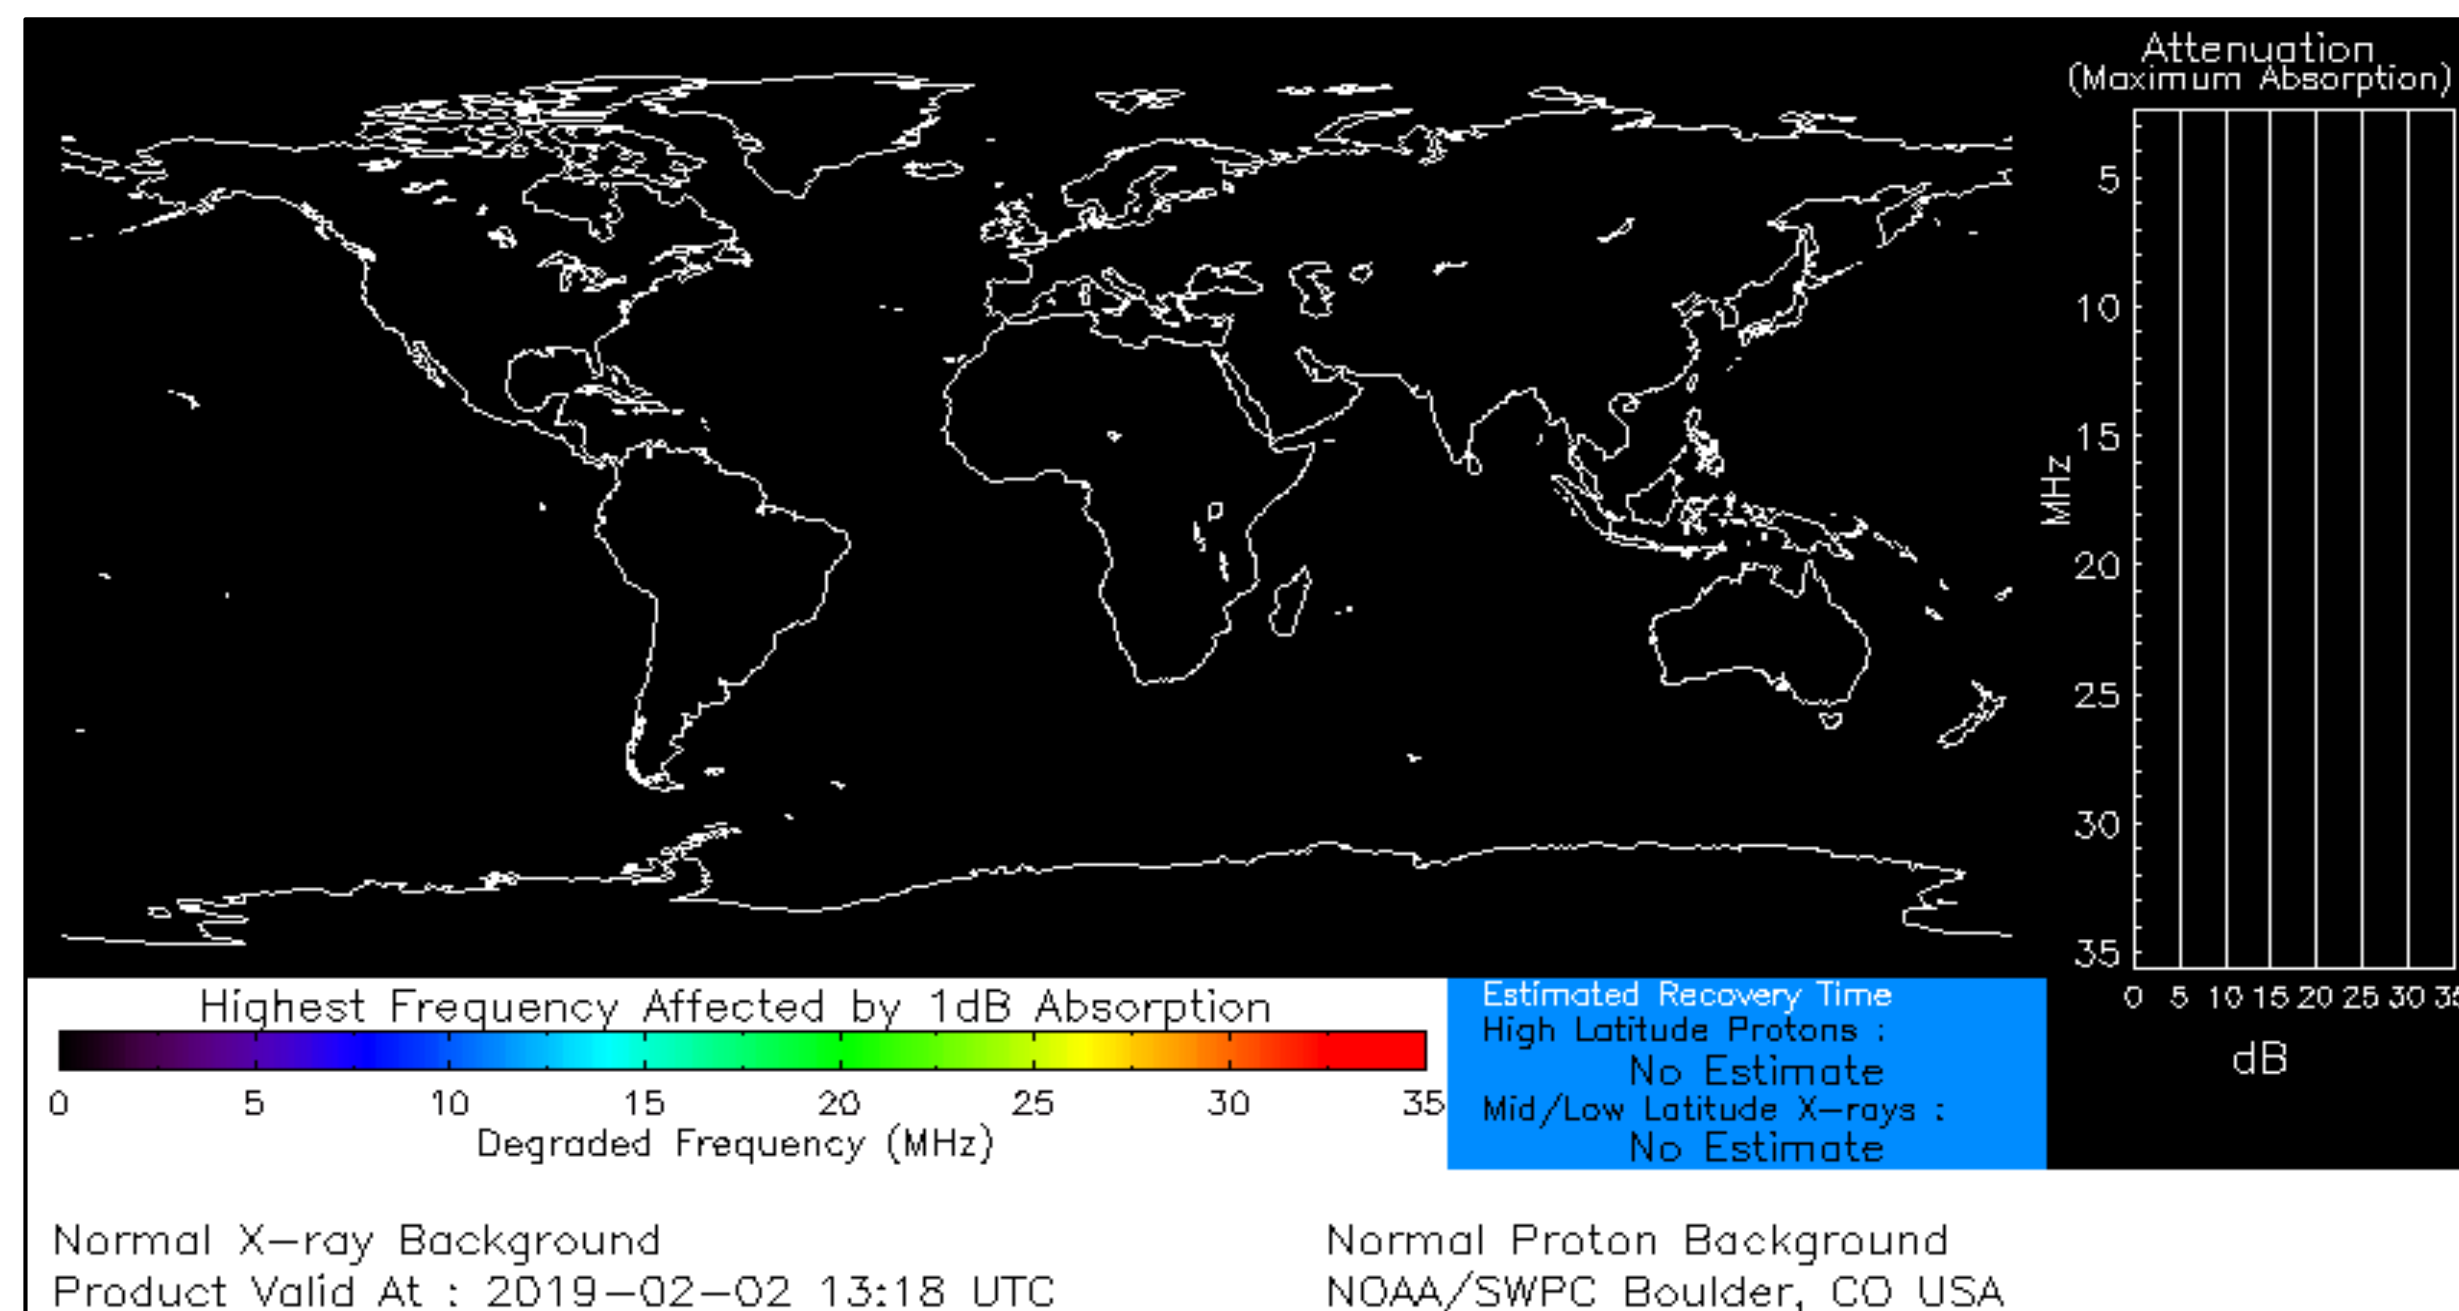 Attenuation
(Maximum Absorption)
5
10
15
20
25
30
35
MHz
0 5 10 15 20 25 30
dB
Highest Frequency Affected by 1dB Absorption
0 5 10 15 20 25 30 35
Degraded Frequency (MHz)
Estimated Recovery Time
High Latitude Protons :
No Estimate
Mid/Low Latitude X-rays :
No Estimate
Normal X-ray Background
Normal Proton Background
Product Valid At : 2019-02-02 13:18 UTC
NOAA/SWPC Boulder, CO USA